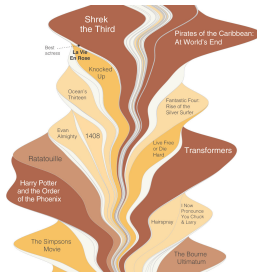 Shrek
the Third
Pirates of the Caribbean:
At World's End
Best
actress
La Vie
En Rose
Knocked
Up
Ocean's
Thirteen
Fantastic Four:
Rise of the
Silver Surfer
Evan
Almighty
1408
Live Free
or Die
Hard
Transformers
Ratatouille
Harry Potter
and the Order
of the Phoenix
I Now
Pronounce
You Chuck
& Larry
Hairspray
The Simpsons
Movie
The Bourne
Ultimatum